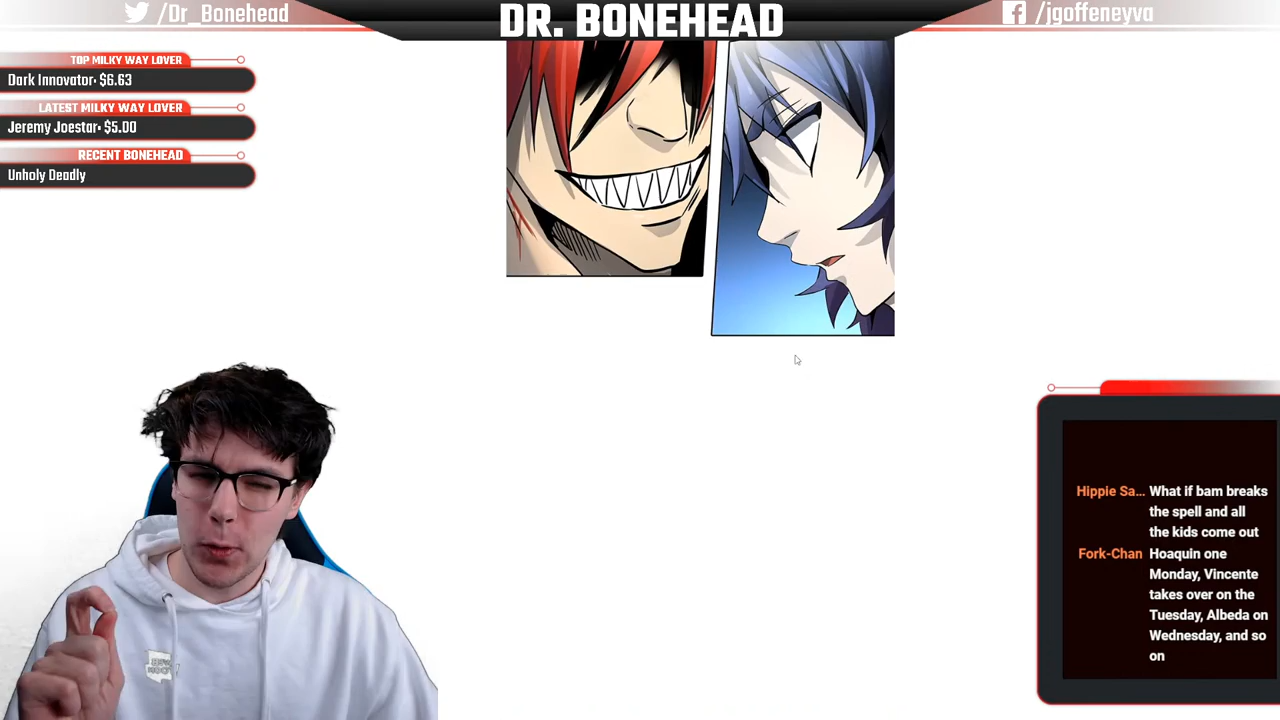 /Dr_Bonehead
DR. BONEHEAD
/jgoffeneyva
TOP MILKY WAY LOVER
Dark Innovator• $6.63
LATEST MILKY WAY LOVER
Jeremy Joestar• $5.00
RECENT BONEHEAD
Unholy Deadly
Hippie Sa... What if bam breaks
the spell and all
the kids come out
Fork-Chan Hoaquin one
Monday, Vincente
takes over on the
Tuesday, Albeda on
Wednesday, and so
on